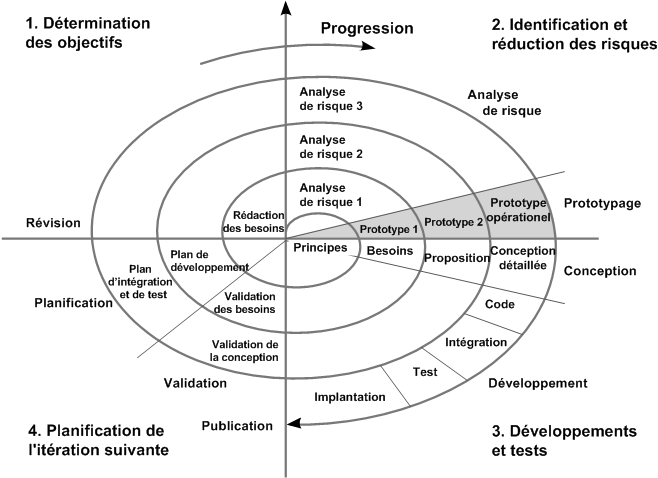 1. Détermination
des objectifs
Progression
2. Identification et
réduction des risques
Analyse
de risque 3
Analyse
de risque
Analyse
de risque 2
Analyse
de risque 1
Rédaction
des besoins
Prototype 1
Prototype 2
Prototype
opérationel
Prototypage
Révision
Principes
Besoins
Proposition
Conception
détaillée
Conception
Plan de
développement
Plan
d'intégration
et de test
Planification
Validation
des besoins
Code
Intégration
Validation de
la conception
Test
Implantation
Développement
Validation
Publication
4. Planification de
l'itération suivante
3. Développements
et tests